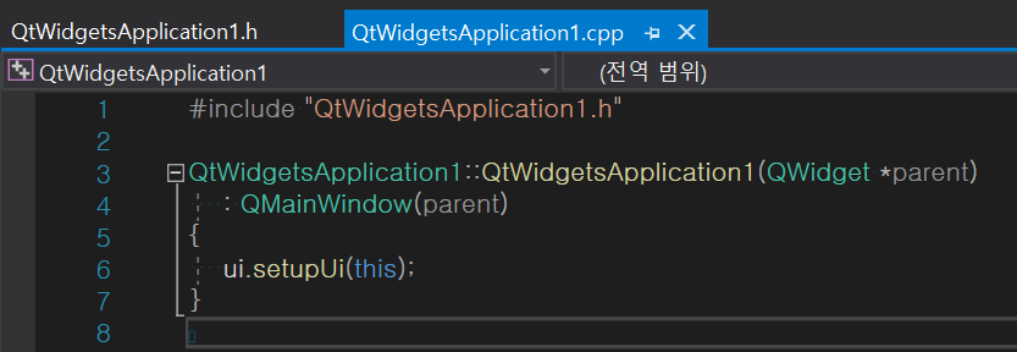 QtWidgetsApplication1.h QtWidgetsApplication1.cpp
QtWidgetsApplication1 (전역 범위)
1 #include "QtWidgetsApplication1.h"
2
3 QtWidgetsApplication1::QtWidgetsApplication1(QWidget *parent)
4 : QMainWindow(parent)
5 {
6 ui.setupUi(this);
7 }
8